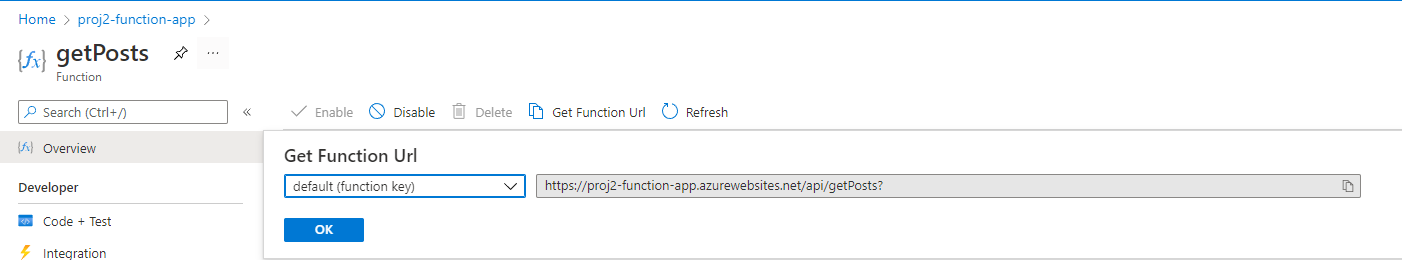 Home > proj2-function-app >
{fx} getPosts ...
Function
Search (Ctrl+/) «
Enable Disable Delete Get Function Url Refresh
{fx} Overview
Get Function Url
default (function key) https://proj2-function-app.azurewebsites.net/api/getPosts?
Developer
Code + Test
OK
Integration